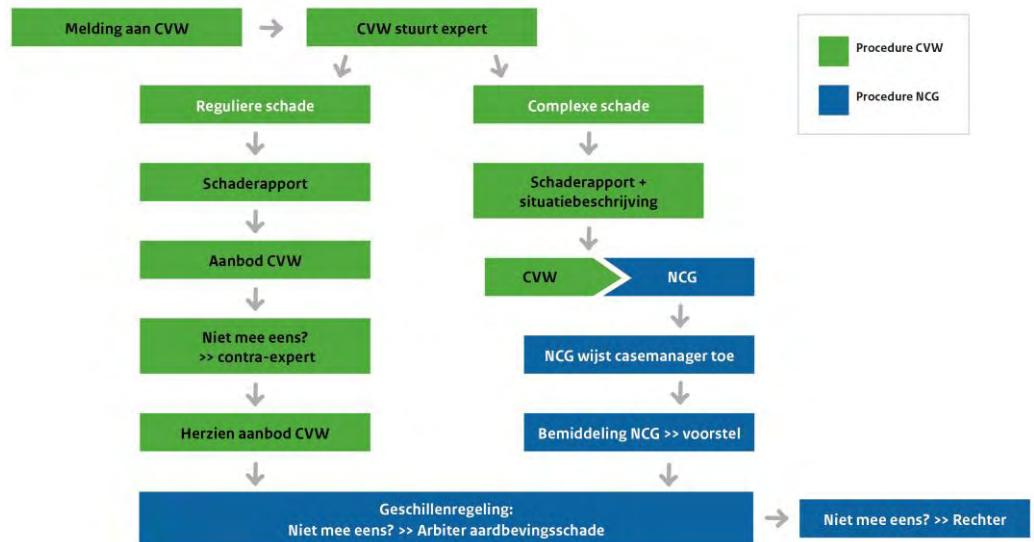 Melding aan CVW
CVW stuurt expert
Procedure CVW
Procedure NCG
Reguliere schade
Complexe schade
Schaderapport
Schaderapport +
situatiebeschrijving
Aanbod CVW
CVW
NCG
Niet mee eens?
>> contra-expert
NCG wijst casemanager toe
Herzien aanbod CVW
Bemiddeling NCG >> voorstel
Geschillenregeling:
Niet mee eens? >> Arbiter aardbevingsschade
Niet mee eens? >> Rechter